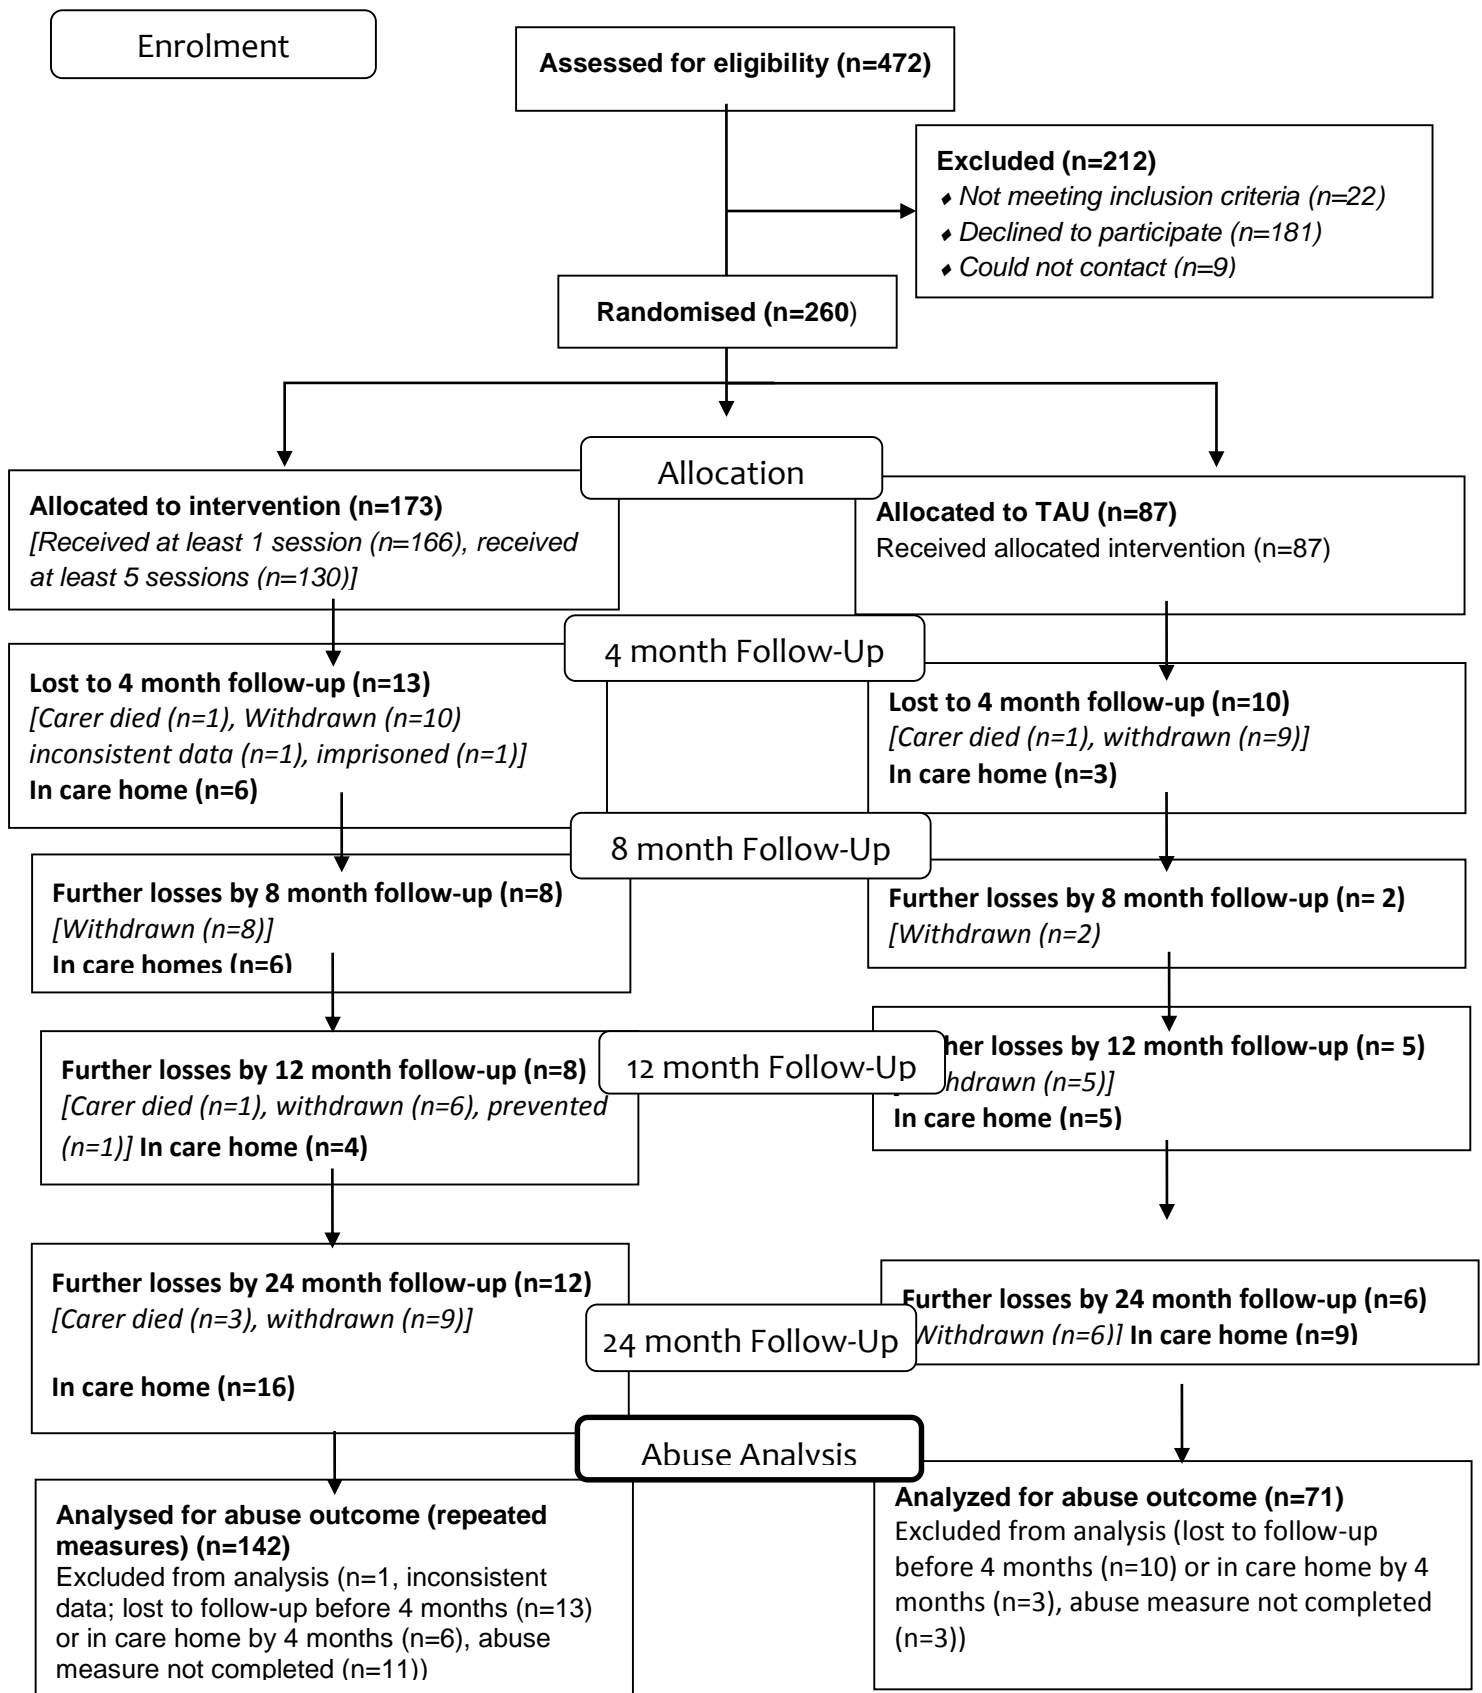 Enrolment
Assessed for eligibility (n=472)
Excluded (n=212)
♦ Not meeting inclusion criteria (n=22)
♦ Declined to participate (n=181)
♦ Could not contact (n=9)
Randomised (n=260)
Allocation
Allocated to intervention (n=173)
[Received at least 1 session (n=166), received
at least 5 sessions (n=130)]
Allocated to TAU (n=87)
Received allocated intervention (n=87)
4 month Follow-Up
Lost to 4 month follow-up (n=13)
[Carer died (n=1), Withdrawn (n=10)
inconsistent data (n=1), imprisoned (n=1)]
In care home (n=6)
Lost to 4 month follow-up (n=10)
[Carer died (n=1), withdrawn (n=9)]
In care home (n=3)
8 month Follow-Up
Further losses by 8 month follow-up (n=8)
[Withdrawn (n=8)]
In care homes (n=6)
Further losses by 8 month follow-up (n= 2)
[Withdrawn (n=2)
12 month Follow-Up
Further losses by 12 month follow-up (n=8)
[Carer died (n=1), withdrawn (n=6), prevented
(n=1)] In care home (n=4)
her losses by 12 month follow-up (n= 5)
hdrawn (n=5)]
In care home (n=5)
24 month Follow-Up
Further losses by 24 month follow-up (n=12)
[Carer died (n=3), withdrawn (n=9)]
In care home (n=16)
Further losses by 24 month follow-up (n=6)
Withdrawn (n=6)] In care home (n=9)
Abuse Analysis
Analysed for abuse outcome (repeated
measures) (n=142)
Excluded from analysis (n=1, inconsistent
data; lost to follow-up before 4 months (n=13)
or in care home by 4 months (n=6), abuse
measure not completed (n=11))
Analyzed for abuse outcome (n=71)
Excluded from analysis (lost to follow-up
before 4 months (n=10) or in care home by 4
months (n=3), abuse measure not completed
(n=3))